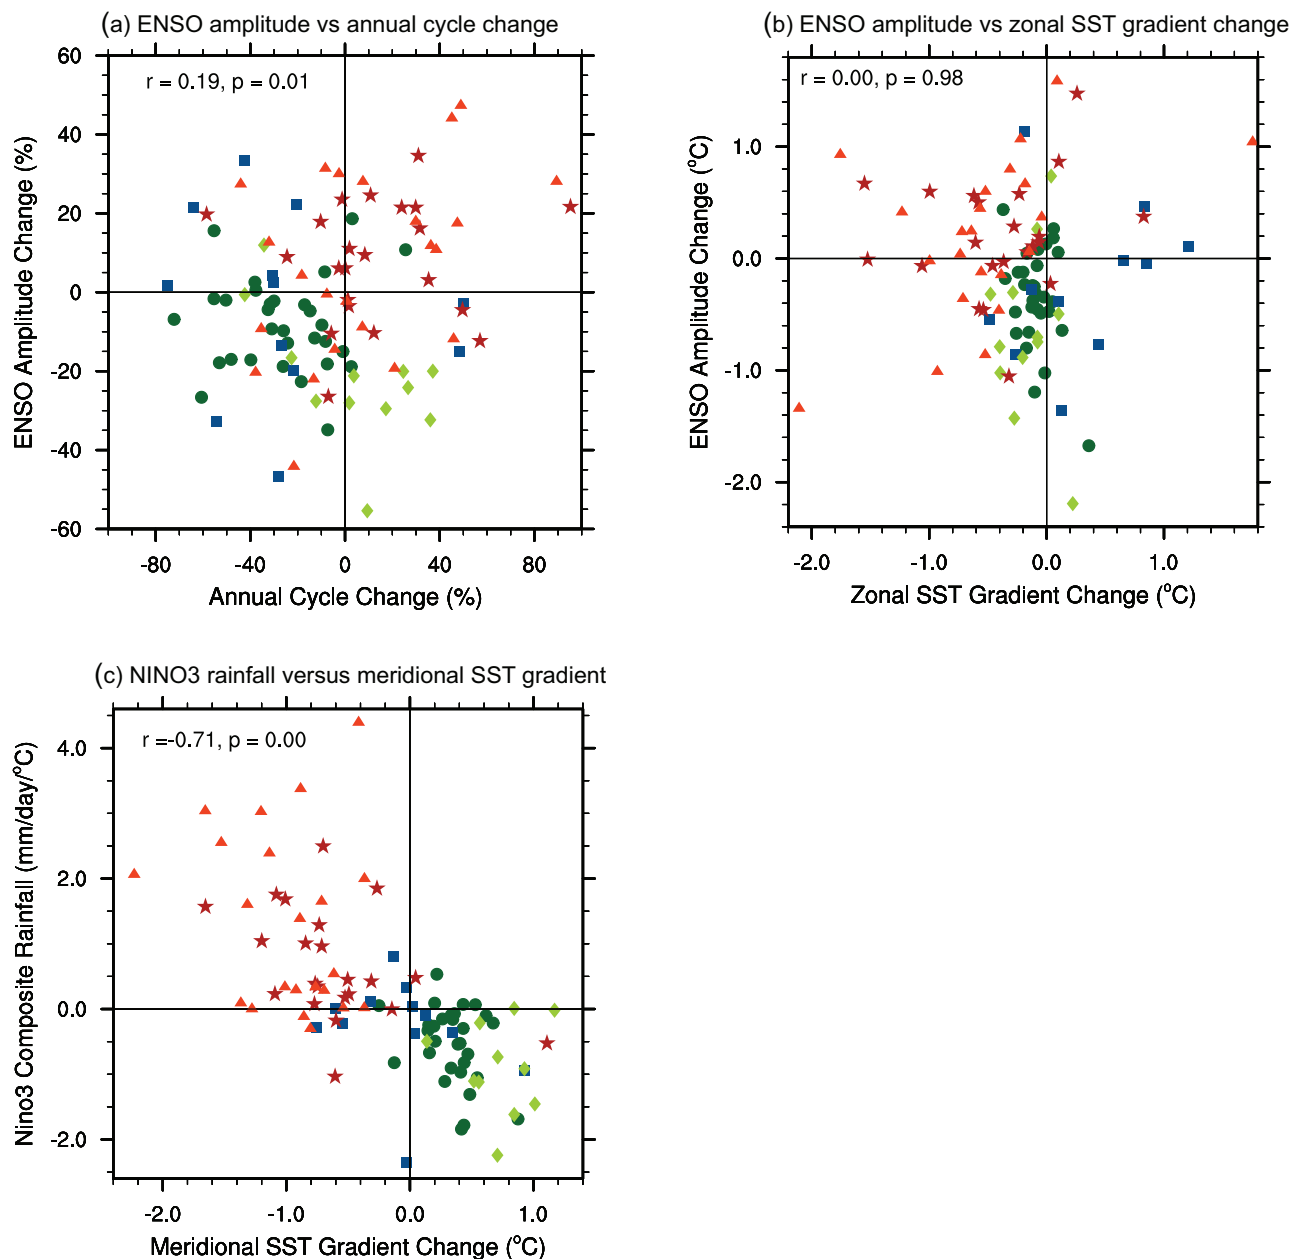 (a) ENSO amplitude vs annual cycle change
r = 0.19, p = 0.01
60
40
20
0
-20
-40
-60
ENSO Amplitude Change (%)
-80
-40
0
40
80
Annual Cycle Change (%)
(b) ENSO amplitude vs zonal SST gradient change
r = 0.00, p = 0.98
1.0
0.0
-1.0
-2.0
ENSO Amplitude Change (°C)
-2.0
-1.0
0.0
1.0
Zonal SST Gradient Change (°C)
(c) NINO3 rainfall versus meridional SST gradient
r =-0.71, p = 0.00
4.0
2.0
0.0
-2.0
Nino3 Composite Rainfall (mm/day/°C)
-2.0
-1.0
0.0
1.0
Meridional SST Gradient Change (°C)